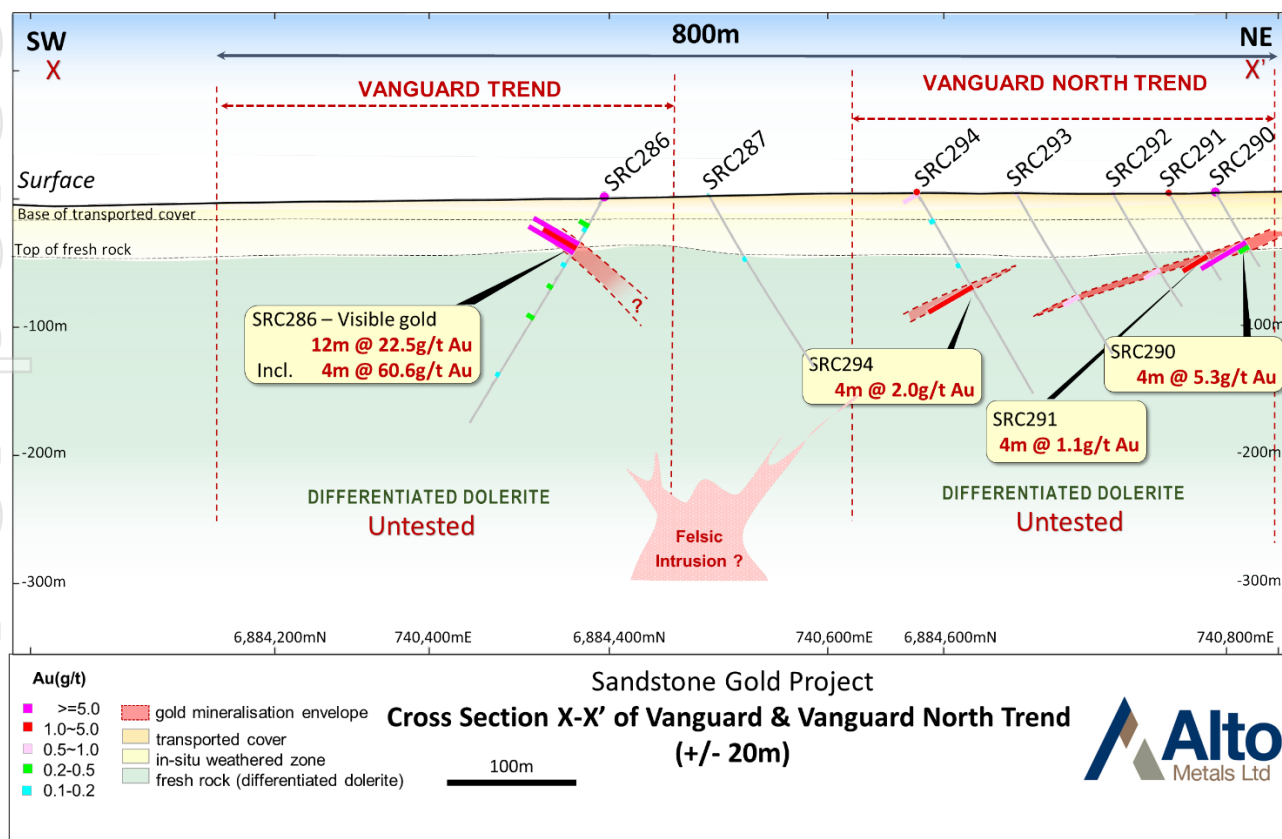 SW
X
800m
NE
X'
VANGUARD TREND
VANGUARD NORTH TREND
SRC286
SRC287
SRC294
SRC293
SRC292
SRC291
SRC290
Surface
Base of transported cover
Top of fresh rock
?
SRC286 – Visible gold
12m @ 22.5g/t Au
Incl. 4m @ 60.6g/t Au
-100m
-100m
SRC294
4m @ 2.0g/t Au
SRC290
4m @ 5.3g/t Au
SRC291
4m @ 1.1g/t Au
-200m
-200m
DIFFERENTIATED DOLERITE
Untested
DIFFERENTIATED DOLERITE
Untested
Felsic
Intrusion ?
-300m
-300m
6,884,200mN
740,400mE
6,884,400mN
740,600mE
6,884,600mN
740,800mE
Au(g/t)
>=5.0
1.0~5.0
0.5~1.0
0.2-0.5
0.1-0.2
gold mineralisation envelope
transported cover
in-situ weathered zone
fresh rock (differentiated dolerite)
Sandstone Gold Project
Cross Section X-X' of Vanguard & Vanguard North Trend
(+/- 20m)
100m
Alto
Metals Ltd